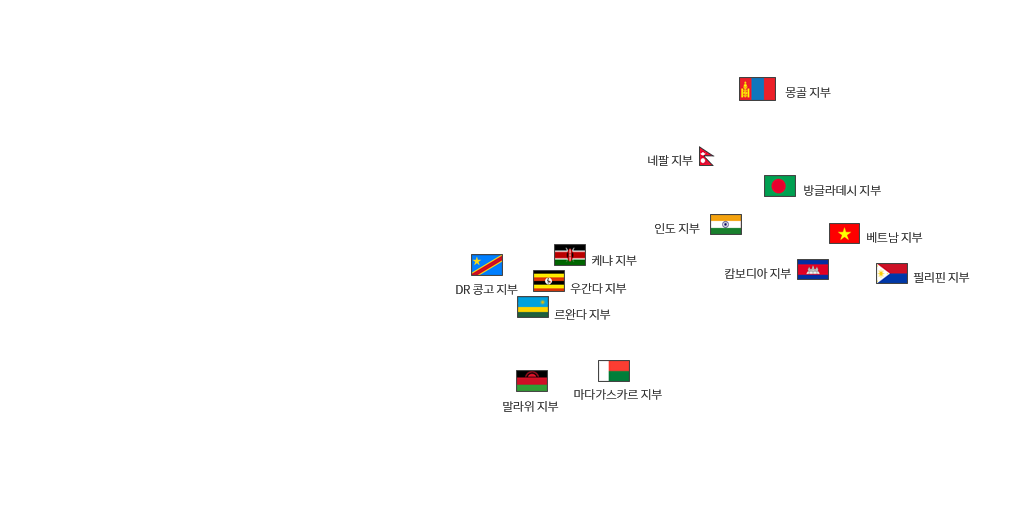 몽골 지부
네팔 지부
방글라데시 지부
인도 지부
베트남 지부
케냐 지부
캄보디아 지부
필리핀 지부
DR 콩고 지부
우간다 지부
르완다 지부
마다가스카르 지부
말라위 지부